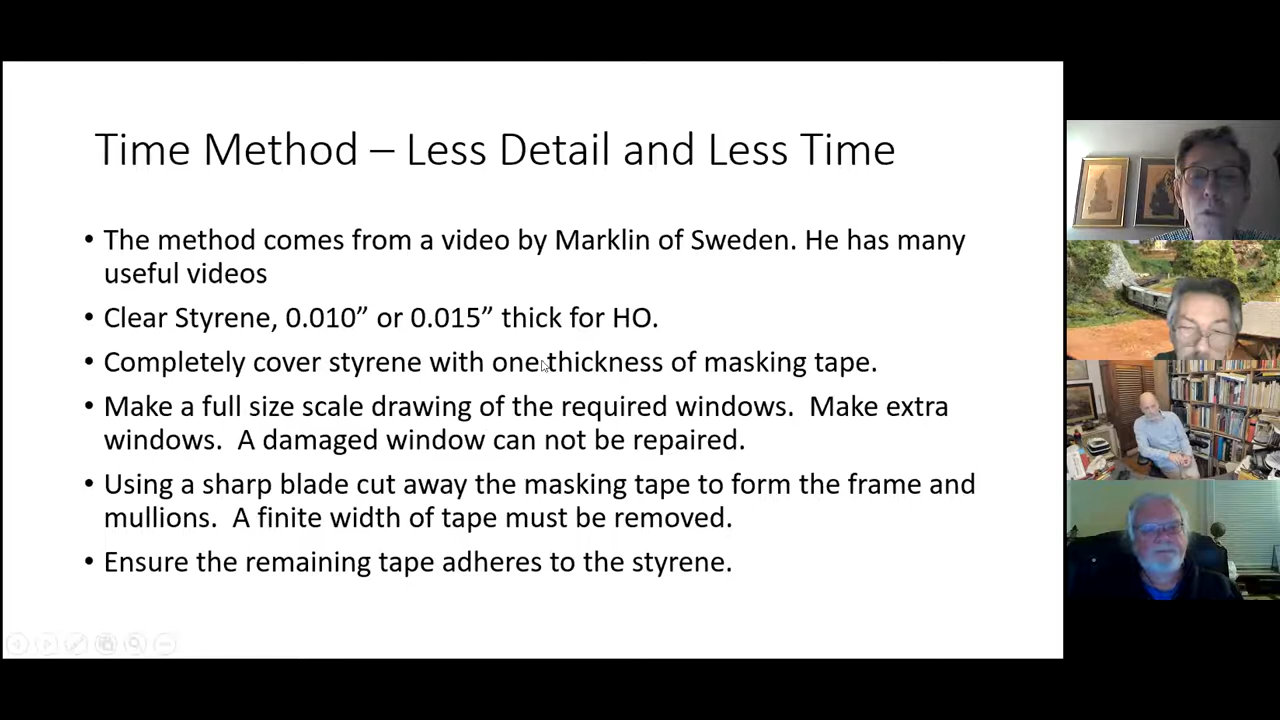 Time Method – Less Detail and Less Time
• The method comes from a video by Marklin of Sweden. He has many
useful videos
• Clear Styrene, 0.010” or 0.015” thick for HO.
• Completely cover styrene with one thickness of masking tape.
• Make a full size scale drawing of the required windows.  Make extra
windows.  A damaged window can not be repaired.
• Using a sharp blade cut away the masking tape to form the frame and
mullions.  A finite width of tape must be removed.
• Ensure the remaining tape adheres to the styrene.